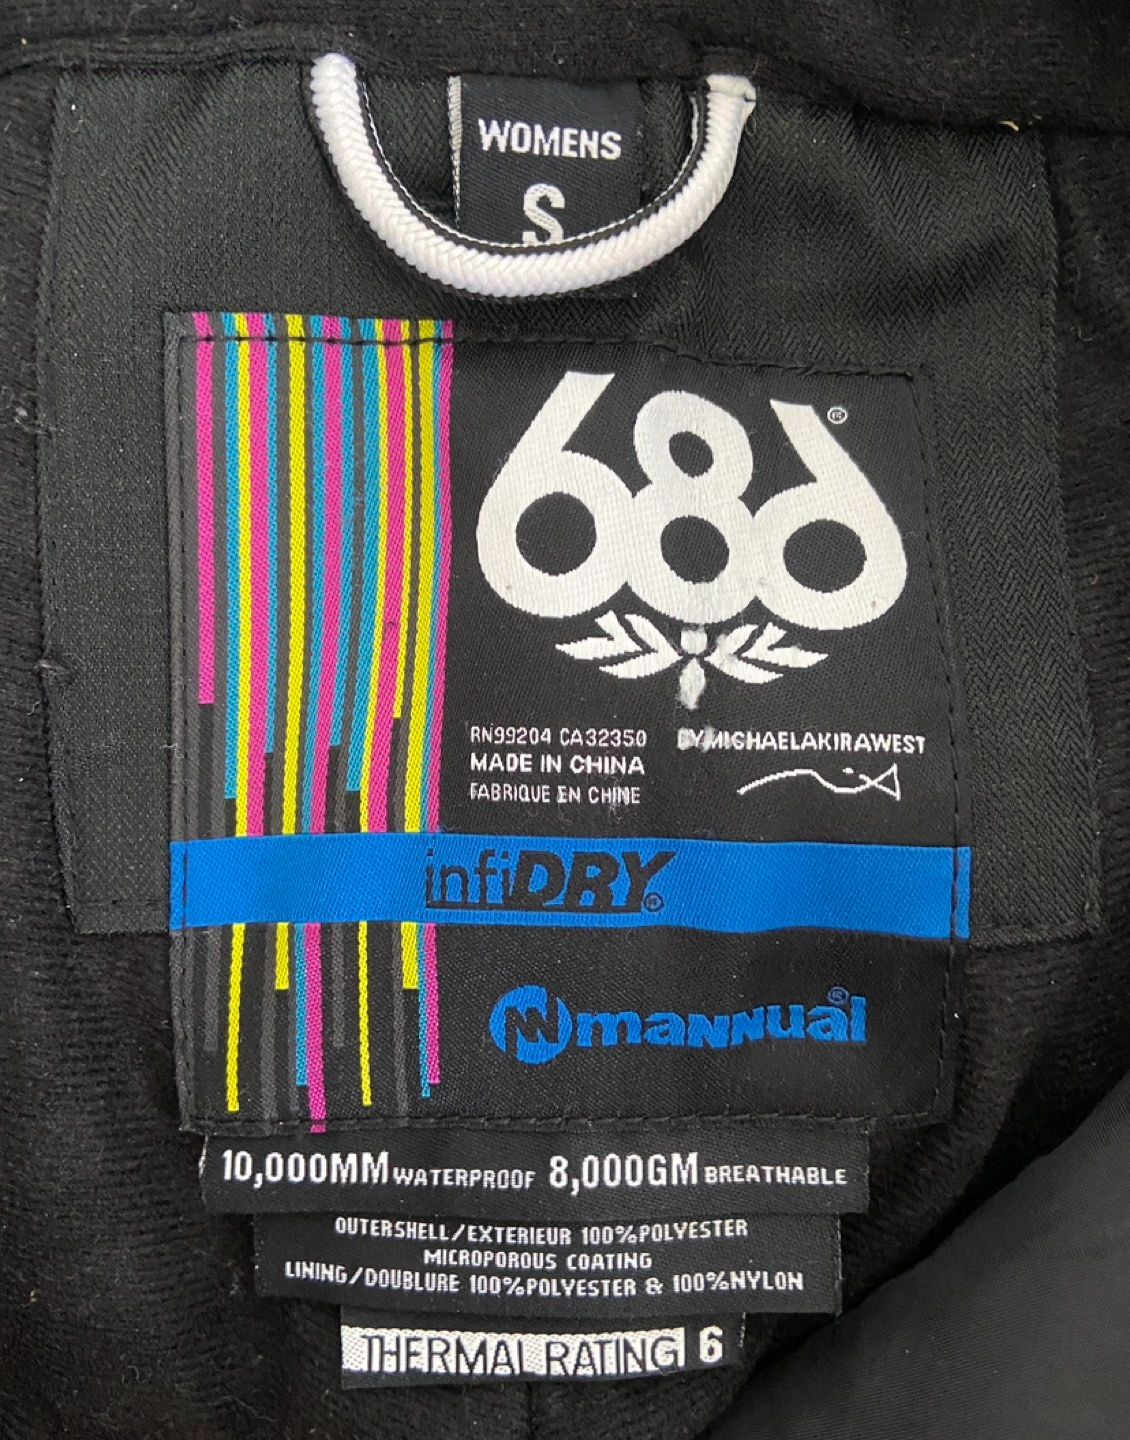 WOMENS
S
686®
RN99204 CA32350
MADE IN CHINA
FABRIQUE EN CHINE
BYMICHAELAKIRAWEST
infiDRY®
mannual®
10,000MM WATERPROOF 8,000GM BREATHABLE
OUTERSHELL/EXTERIEUR 100%POLYESTER
MICROPOROUS COATING
LINING/DOUBLURE 100%POLYESTER & 100%NYLON
THERMAL RATING 6